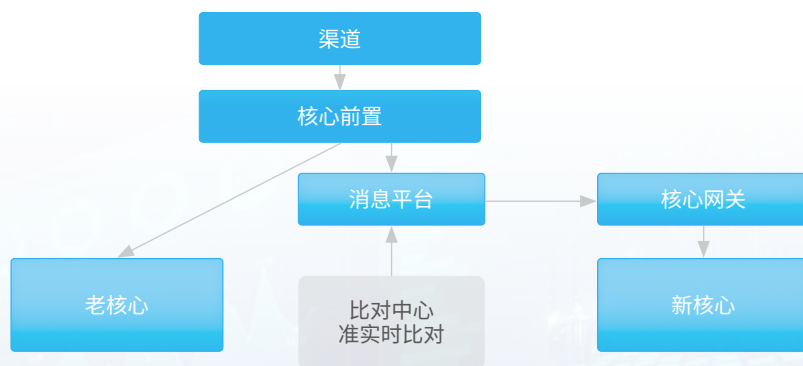 渠道
核心前置
消息平台
核心网关
老核心
比对中心
准实时比对
新核心